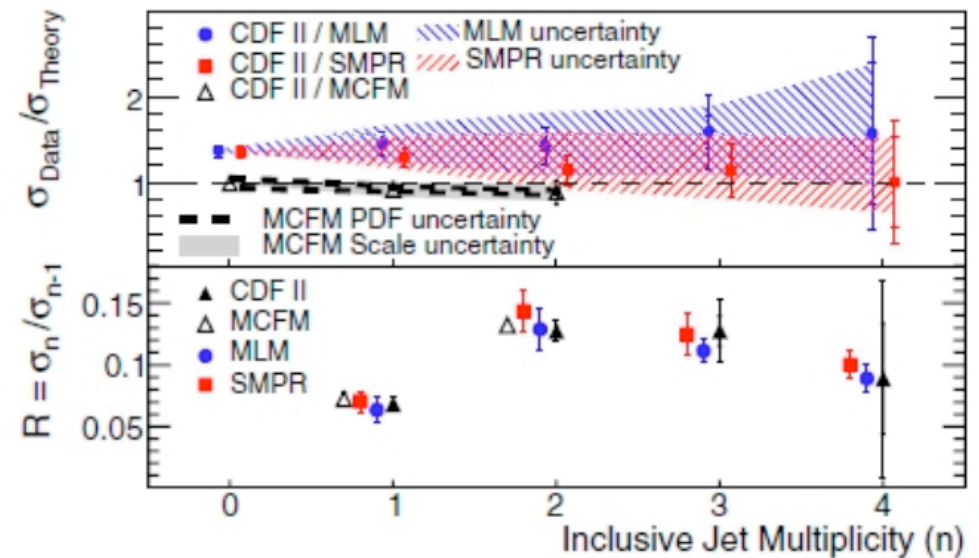 σData/σTheory
2
1
CDF II / MLM
CDF II / SMPR
CDF II / MCFM
MLM uncertainty
SMPR uncertainty
MCFM PDF uncertainty
MCFM Scale uncertainty
R = σn/σn-1
0.15
0.1
0.05
CDF II
MCFM
MLM
SMPR
0 1 2 3 4
Inclusive Jet Multiplicity (n)